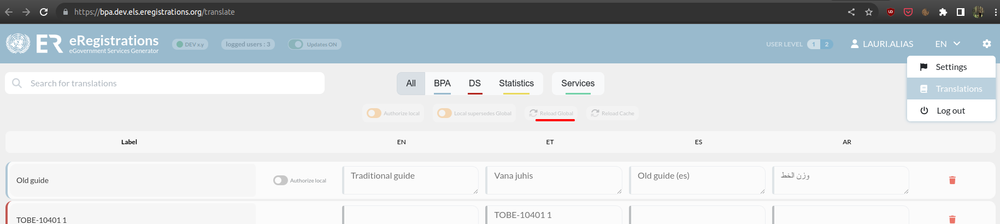 https://bpa.dev.els.eregistrations.org/translate
ER eRegistrations
eGovernment Services Generator
DEV x.y
logged users : 3
Updates ON
USER LEVEL 1 2
LAURI.ALIAS
EN
Settings
Translations
Log out
Search for translations
All BPA DS Statistics Services
Authorize local
Local supersedes Global
Reload Global
Reload Cache
Label EN ET ES AR
Old guide
Authorize local
Traditional guide
Vana juhis
Old guide (es)
وزن الخط
TOBE-10401 1
TOBE-10401 1